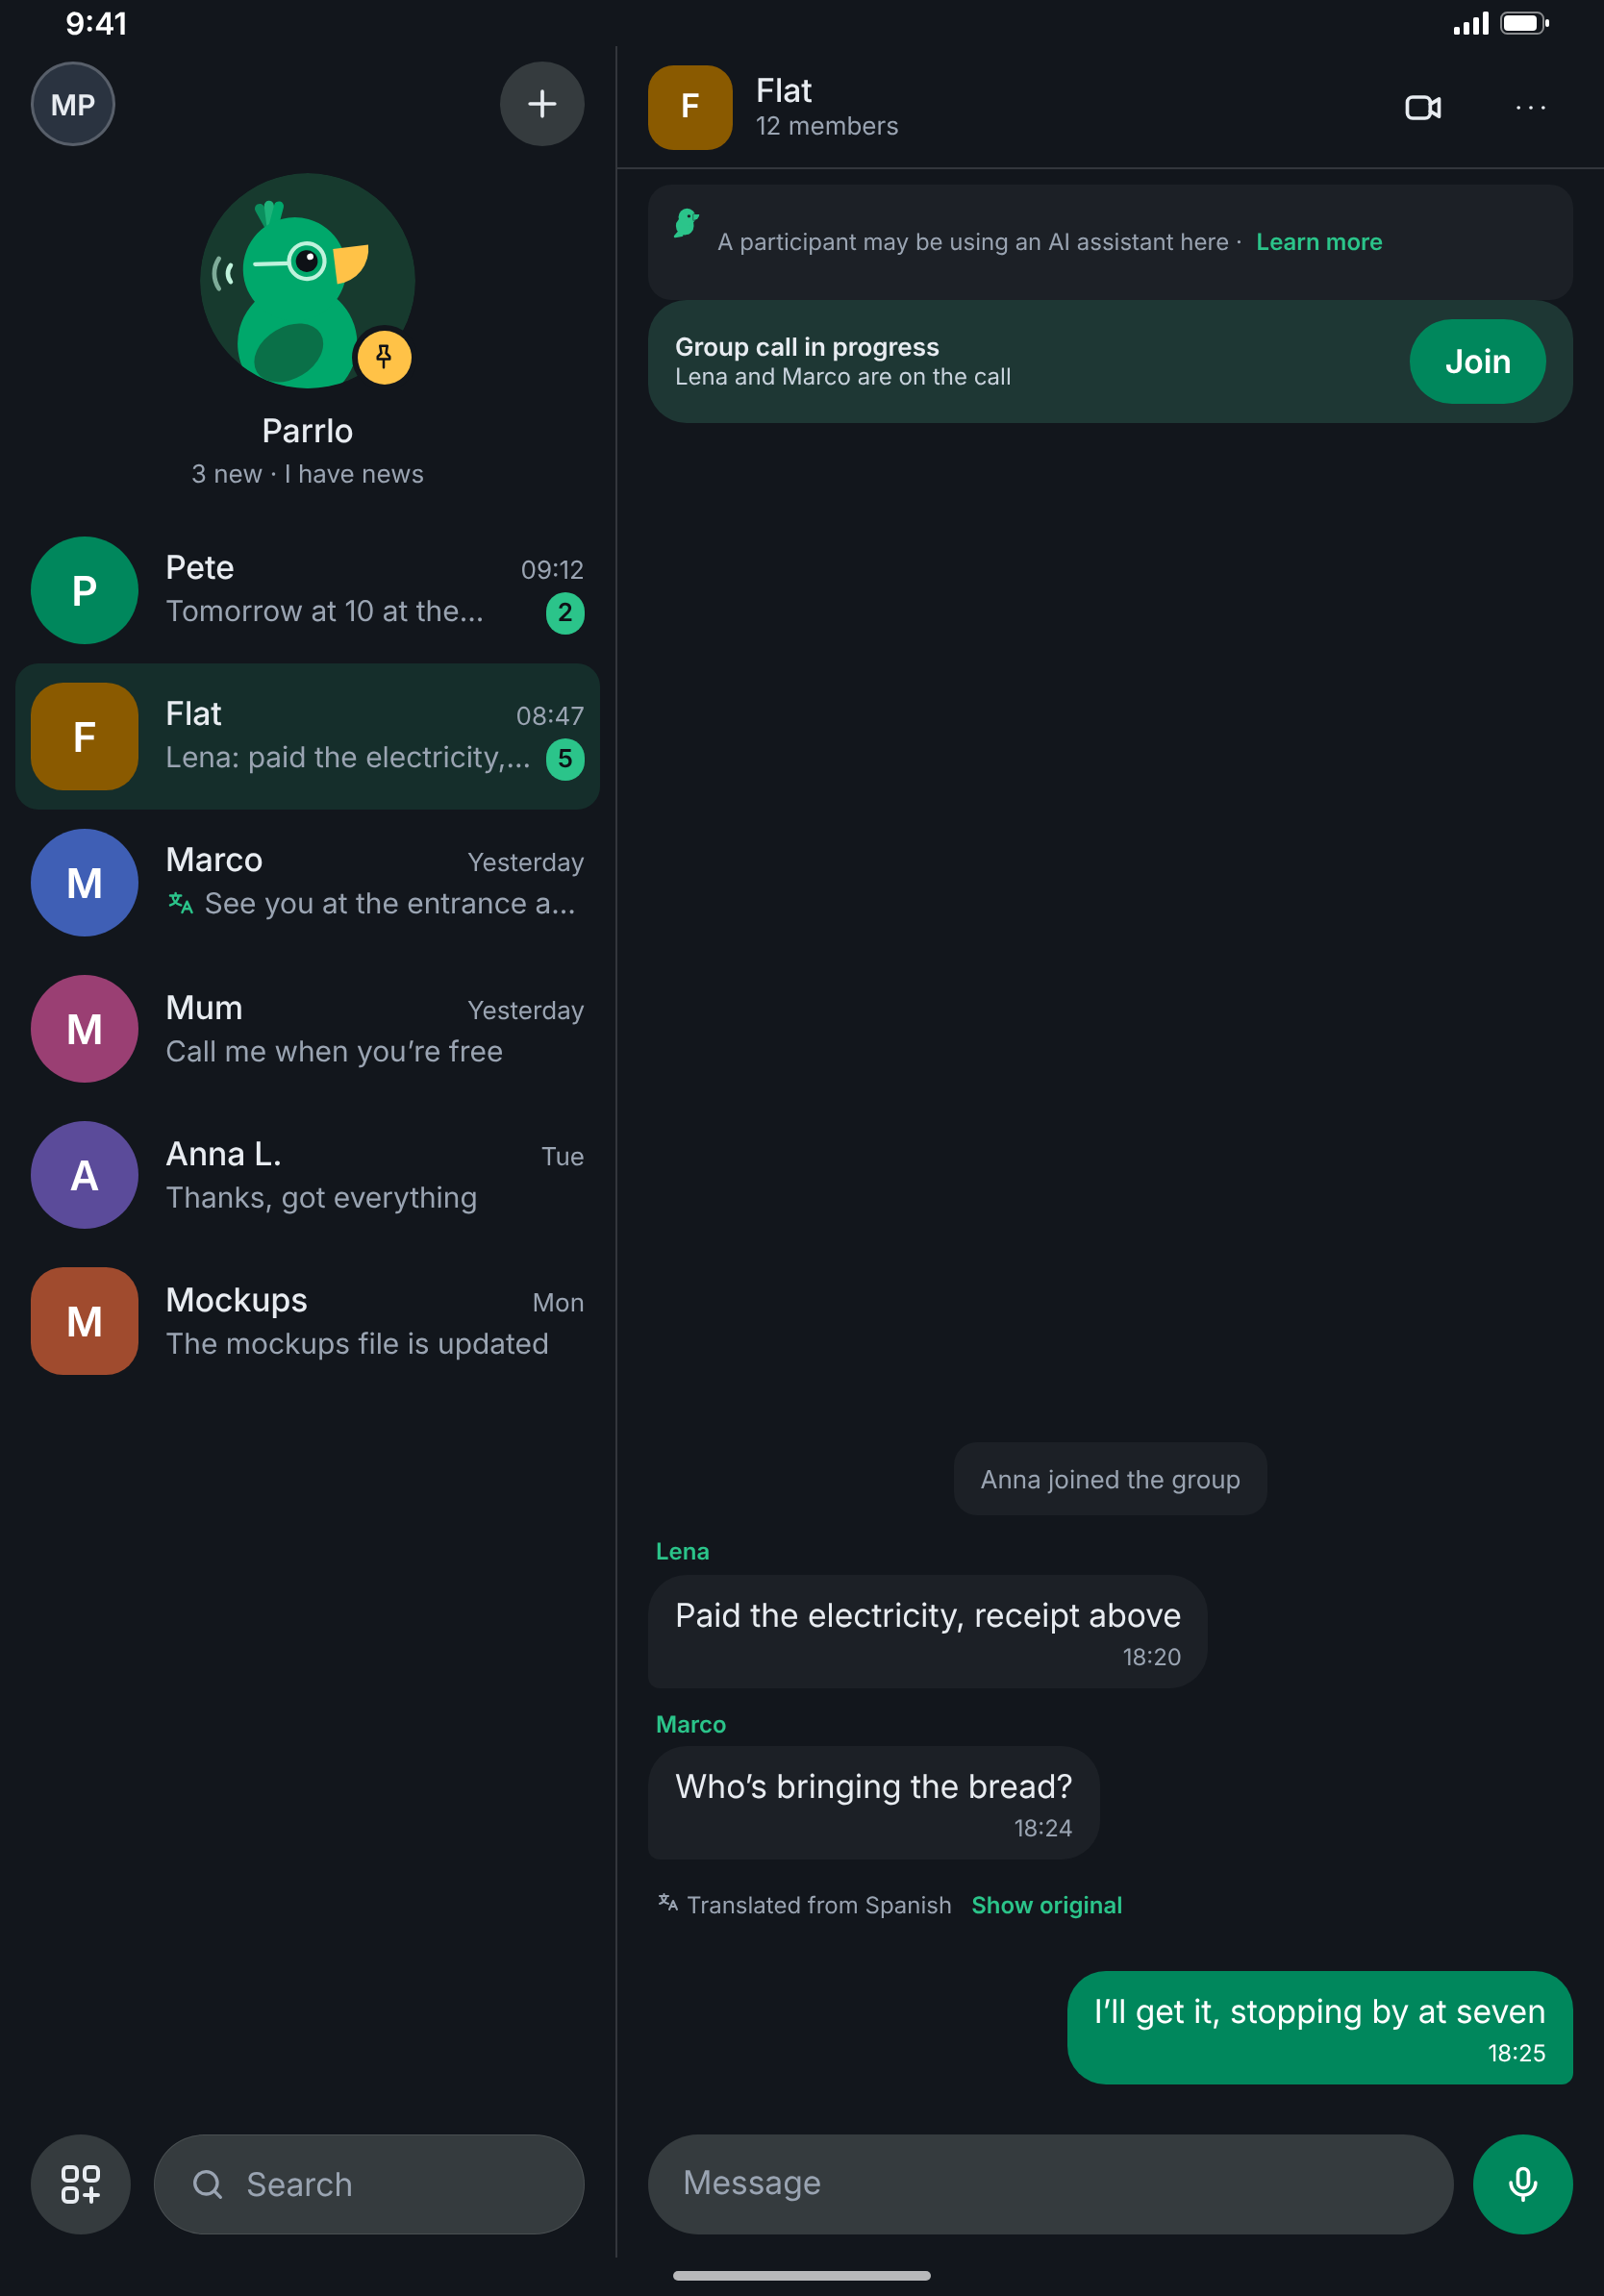 9:41
MP
Parrlo
3 new · I have news
P
Pete
09:12
Tomorrow at 10 at the...
2
F
Flat
08:47
Lena: paid the electricity,...
5
M
Marco
Yesterday
See you at the entrance a...
M
Mum
Yesterday
Call me when you’re free
A
Anna L.
Tue
Thanks, got everything
M
Mockups
Mon
The mockups file is updated
Search
F
Flat
12 members
A participant may be using an AI assistant here · Learn more
Group call in progress
Lena and Marco are on the call
Join
Anna joined the group
Lena
Paid the electricity, receipt above
18:20
Marco
Who’s bringing the bread?
18:24
Translated from Spanish Show original
I’ll get it, stopping by at seven
18:25
Message